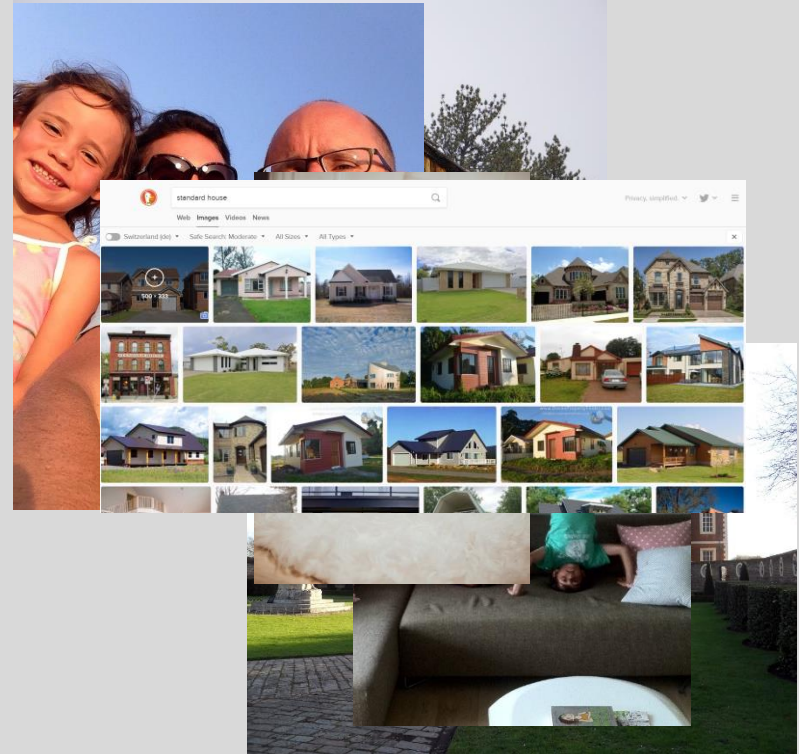 standard house
Privacy, simplified.
Web Images Videos News
Switzerland (de) Safe Search: Moderate All Sizes All Types
500 × 333